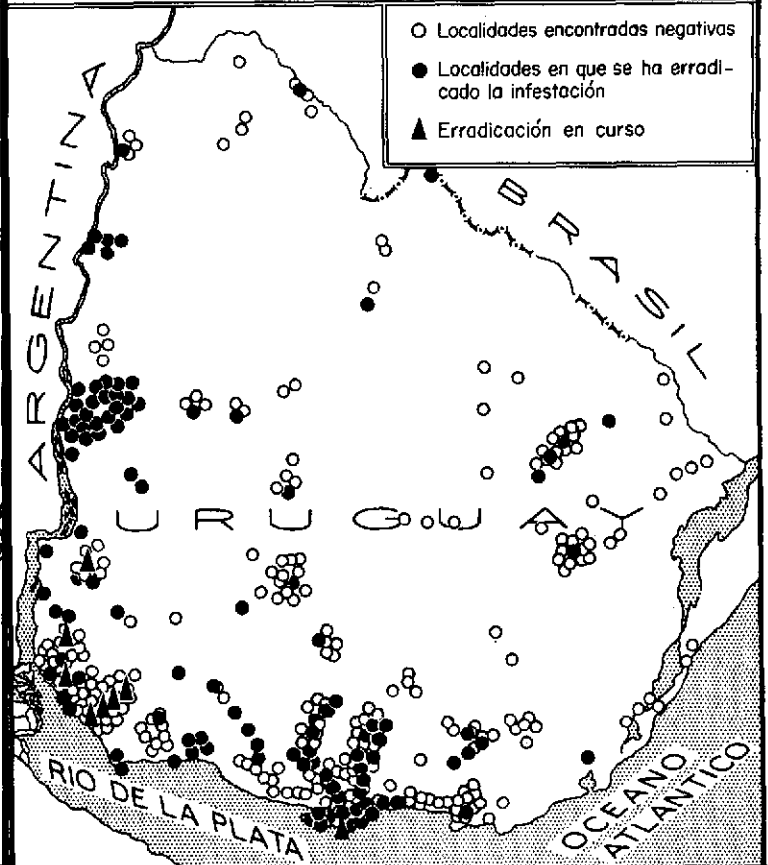 Localidades encontradas negativas
Localidades en que se ha erradi-
cado la infestación
Erradicación en curso
ARGENTINA
BRASIL
URUGUAY
RIO DE LA PLATA
OCEANO
ATLANTICO